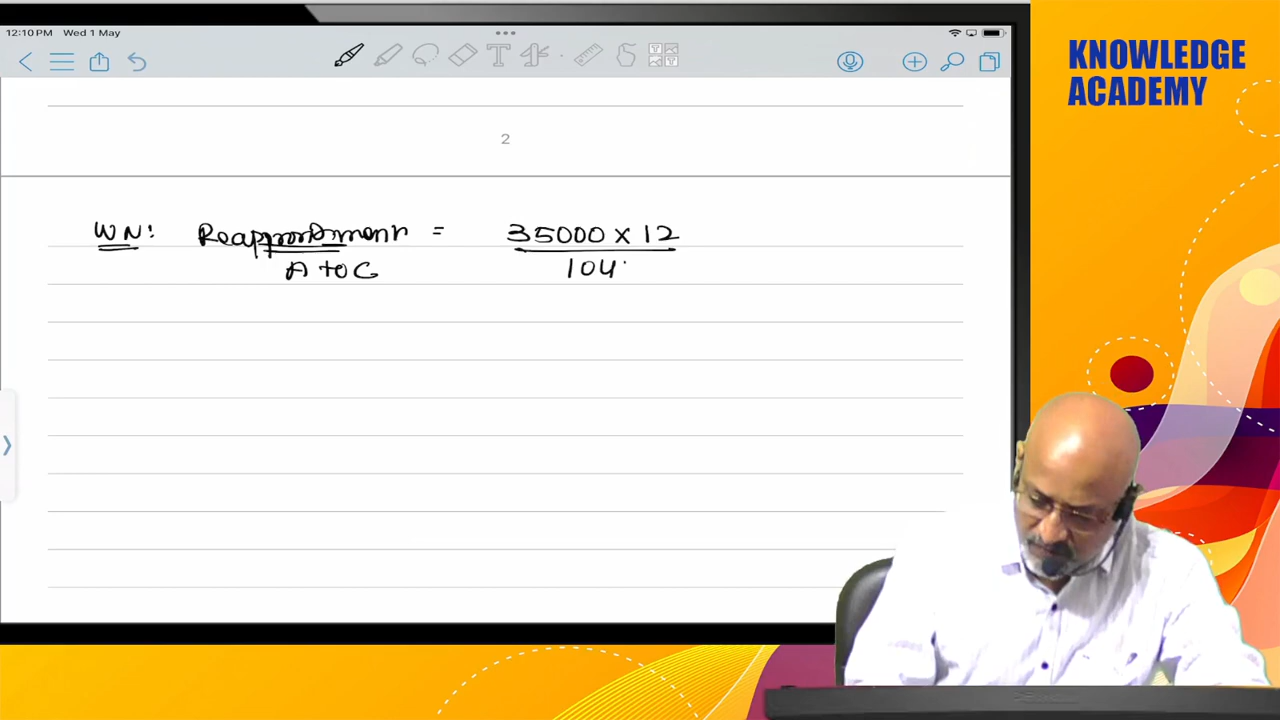 12:10 PM Wed 1 May
KNOWLEDGE
ACADEMY
2
WN: Reapportionment = 35000 x 12
A to C 104